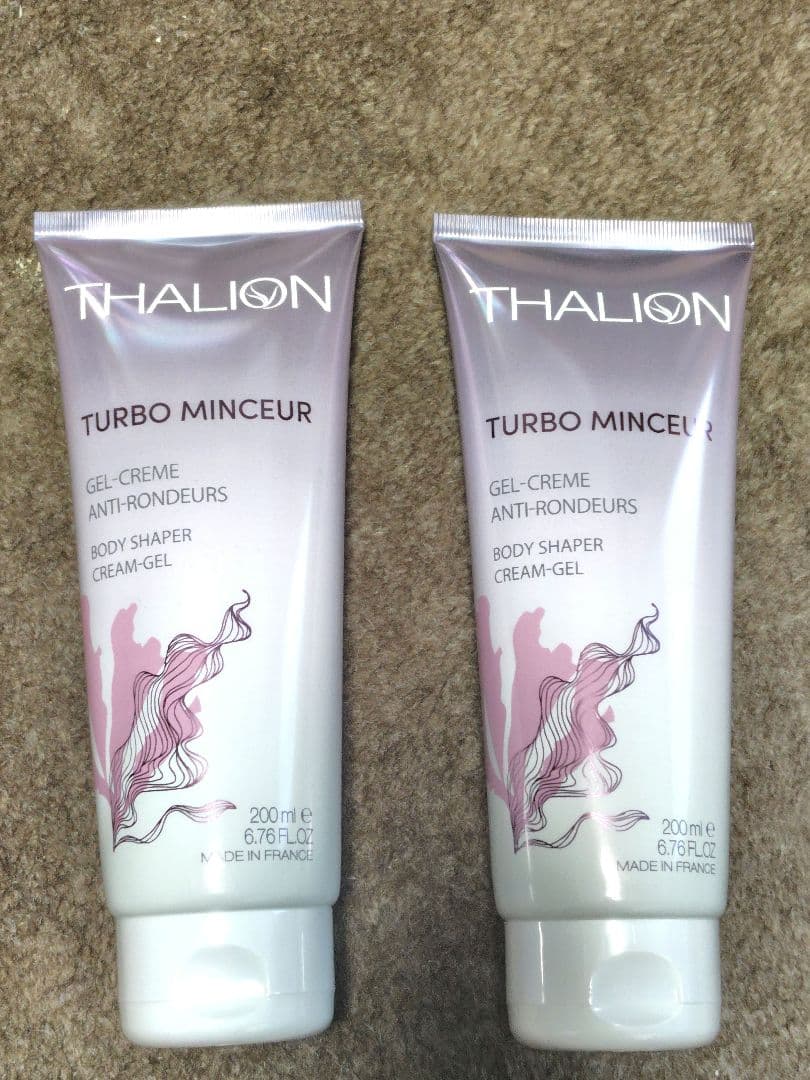 THALION
TURBO MINCEUR
GEL-CREME
ANTI-RONDEURS
BODY SHAPER
CREAM-GEL
200 ml e
6.76 FL.OZ
MADE IN FRANCE
THALION
TURBO MINCEUR
GEL-CREME
ANTI-RONDEURS
BODY SHAPER
CREAM-GEL
200 ml e
6.76 FL.OZ
MADE IN FRANCE